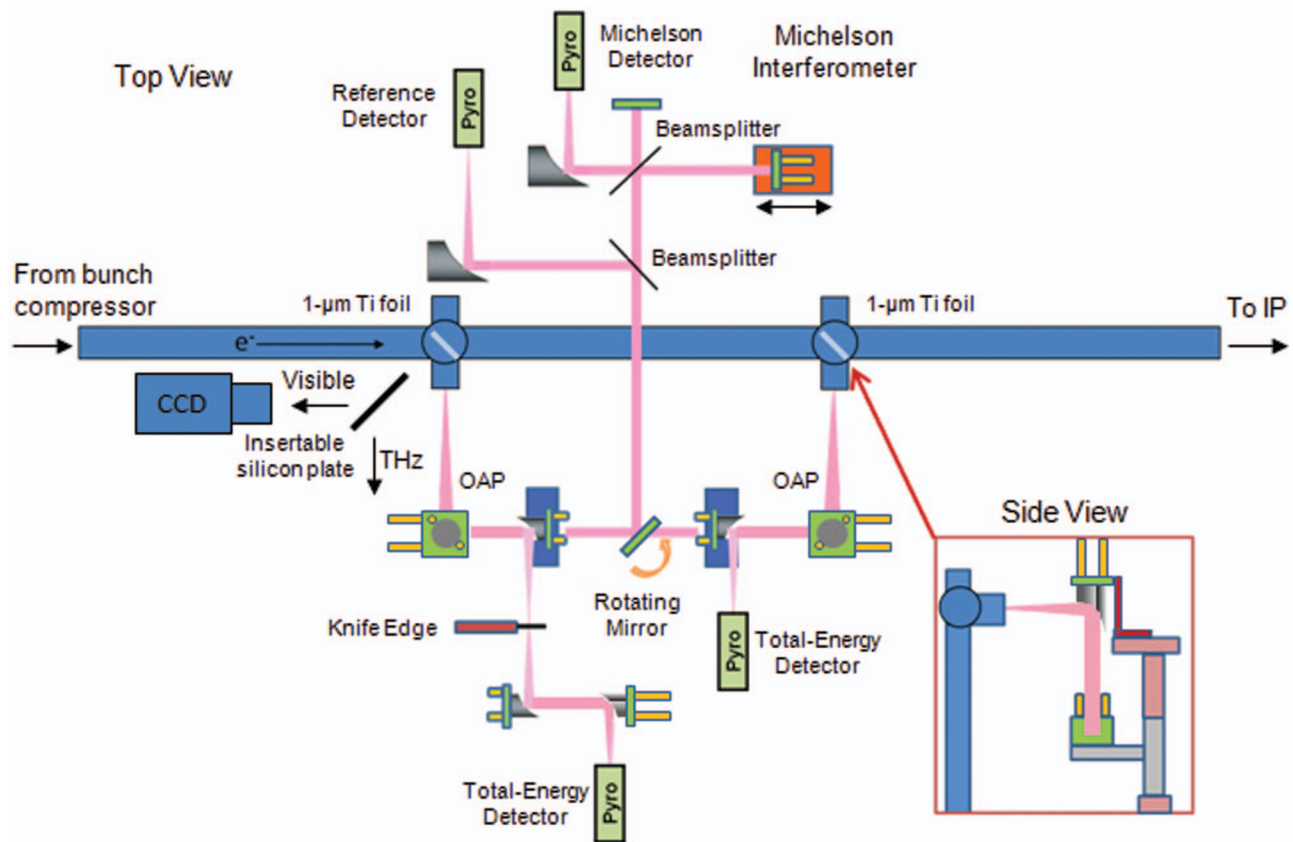 Top View
Pyro
Michelson
Detector
Michelson
Interferometer
Reference
Detector
Pyro
Beamsplitter
Beamsplitter
From bunch
compressor
1-µm Ti foil
1-µm Ti foil
To IP
e-
CCD
Visible
Insertable
silicon plate
THz
OAP
OAP
Side View
Knife Edge
Rotating
Mirror
Pyro
Total-Energy
Detector
Total-Energy
Detector
Pyro